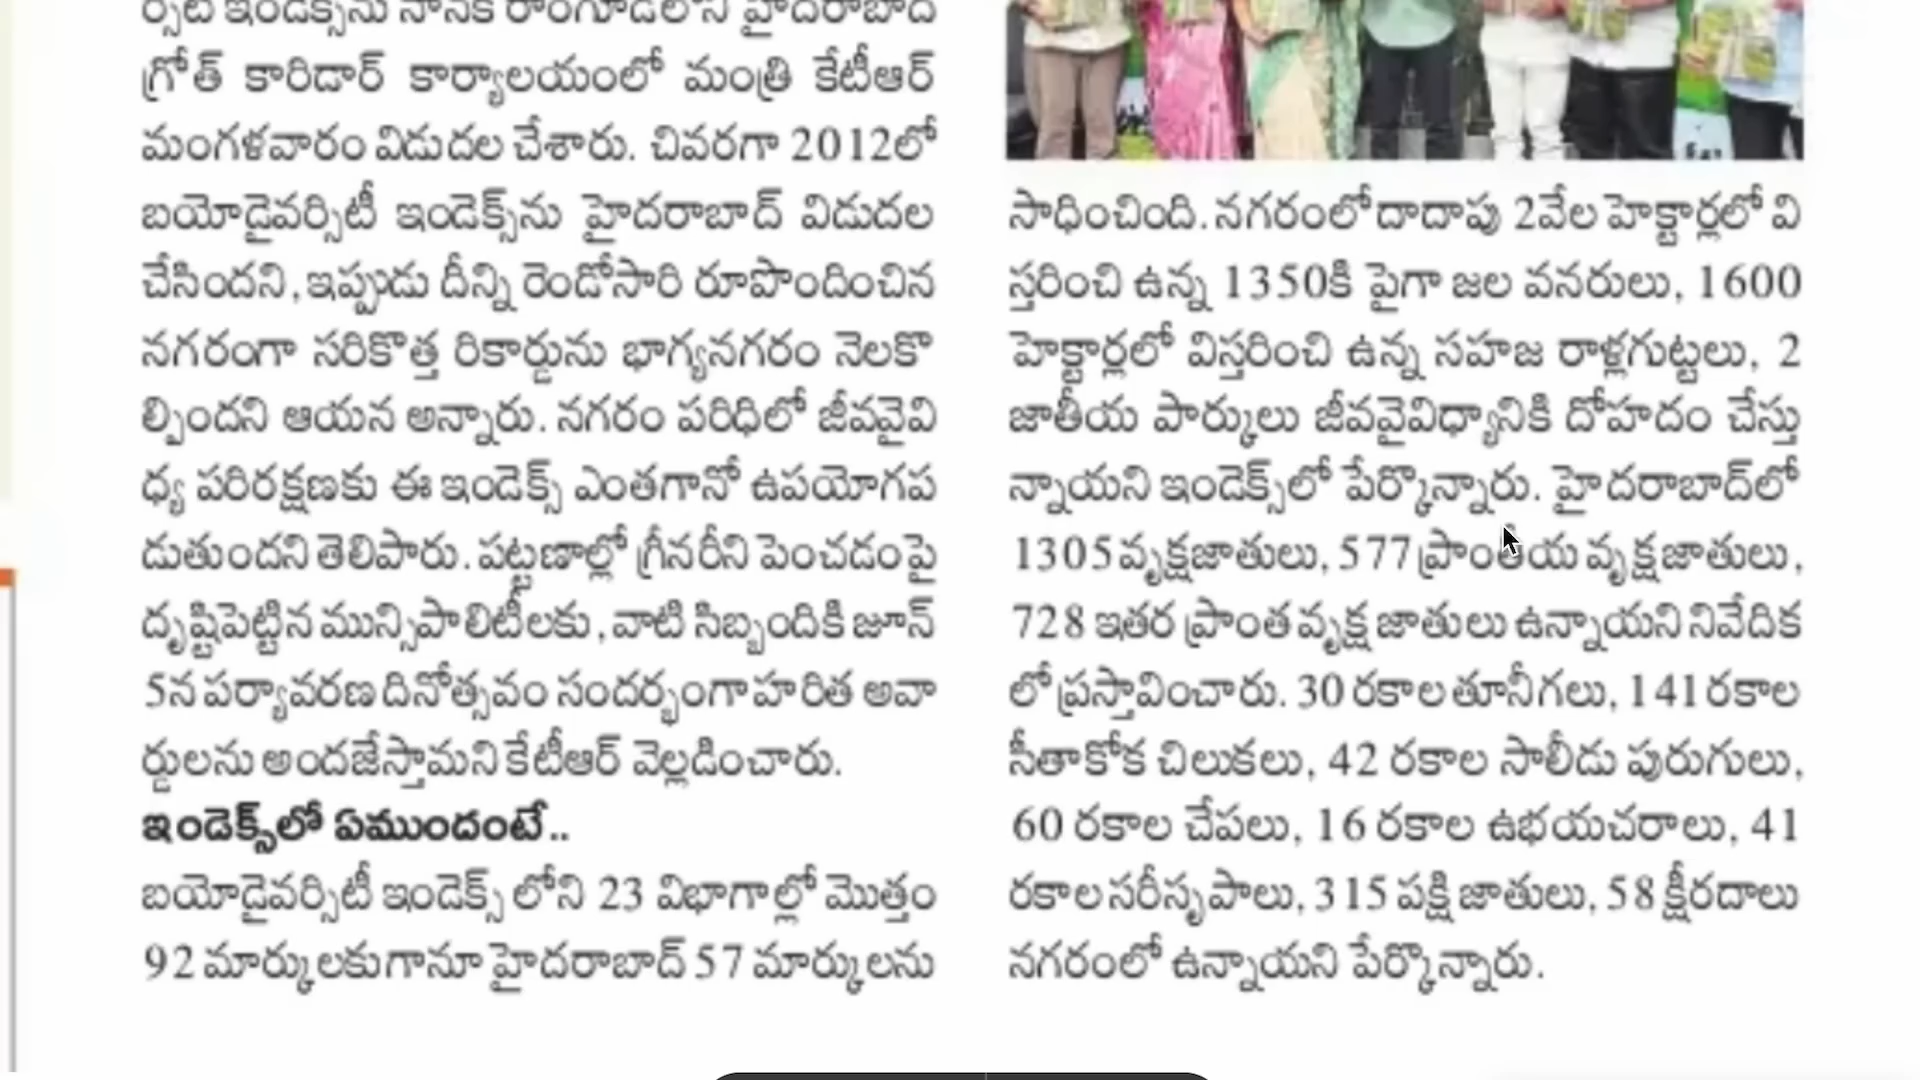 ర్సిటీ ఇండెక్స్‌ను నానక్ రాంగూడలోని హైదరాబాద్
గ్రోత్ కారిడార్ కార్యాలయంలో మంత్రి కేటీఆర్
మంగళవారం విడుదల చేశారు. చివరగా 2012లో
బయోడైవర్సిటీ ఇండెక్స్‌ను హైదరాబాద్ విడుదల
చేసిందని, ఇప్పుడు దీన్ని రెండోసారి రూపొందించిన
నగరంగా సరికొత్త రికార్డును భాగ్యనగరం నెలకొ
ల్పిందని ఆయన అన్నారు. నగరం పరిధిలో జీవవైవి
ధ్య పరిరక్షణకు ఈ ఇండెక్స్ ఎంతగానో ఉపయోగప
డుతుందని తెలిపారు. పట్టణాల్లో గ్రీనరీని పెంచడంపై
దృష్టిపెట్టిన మున్సిపాలిటీలకు, వాటి సిబ్బందికి జూన్
5న పర్యావరణ దినోత్సవం సందర్భంగా హరిత అవా
ర్డులను అందజేస్తామని కేటీఆర్ వెల్లడించారు.
ఇండెక్స్‌లో ఏముందంటే..
బయోడైవర్సిటీ ఇండెక్స్ లోని 23 విభాగాల్లో మొత్తం
92 మార్కులకుగానూ హైదరాబాద్ 57 మార్కులను
సాధించింది. నగరంలో దాదాపు 2వేల హెక్టార్లలో వి
స్తరించి ఉన్న 1350కి పైగా జల వనరులు, 1600
హెక్టార్లలో విస్తరించి ఉన్న సహజ రాళ్లగుట్టలు, 2
జాతీయ పార్కులు జీవవైవిధ్యానికి దోహదం చేస్తు
న్నాయని ఇండెక్స్‌లో పేర్కొన్నారు. హైదరాబాద్‌లో
1305 వృక్షజాతులు, 577 ప్రాంతీయ వృక్షజాతులు,
728 ఇతర ప్రాంత వృక్ష జాతులు ఉన్నాయని నివేదిక
లో ప్రస్తావించారు. 30 రకాల తూనీగలు, 141 రకాల
సీతాకోక చిలుకలు, 42 రకాల సాలీడు పురుగులు,
60 రకాల చేపలు, 16 రకాల ఉభయచరాలు, 41
రకాల సరీసృపాలు, 315 పక్షి జాతులు, 58 క్షీరదాలు
నగరంలో ఉన్నాయని పేర్కొన్నారు.